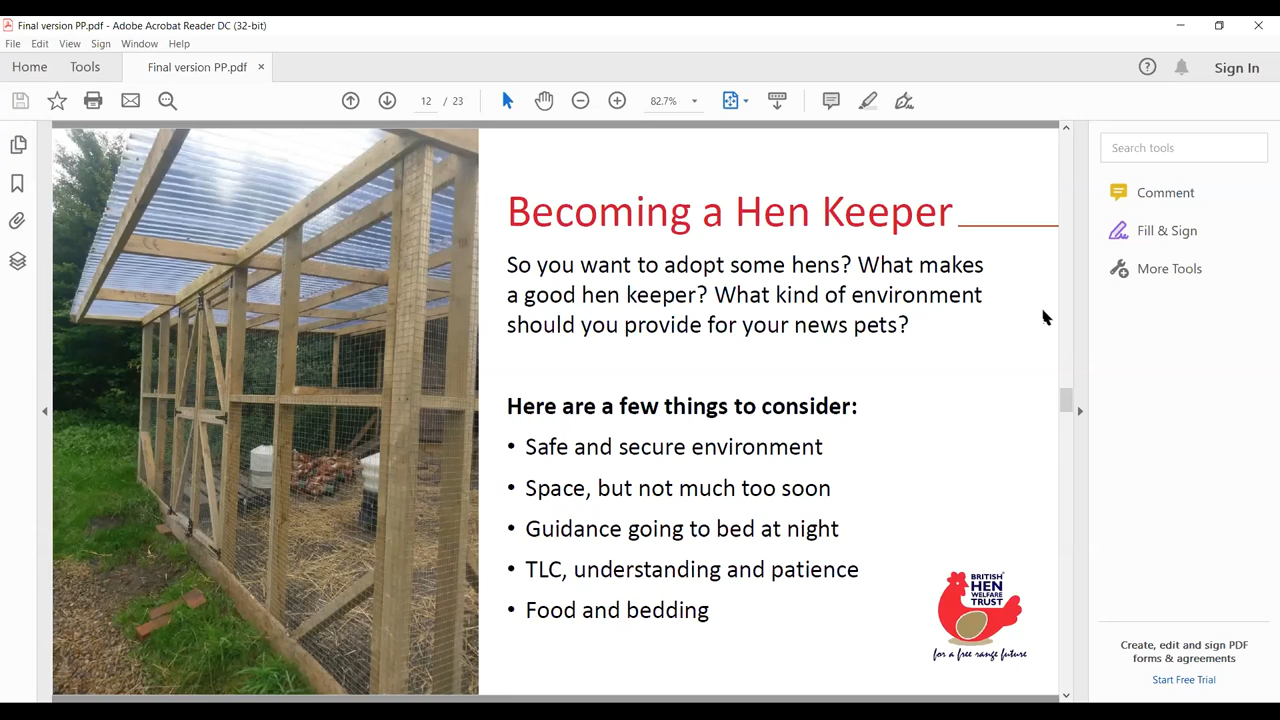 Final version PP.pdf - Adobe Acrobat Reader DC (32-bit)
File Edit View Sign Window Help
Home Tools Final version PP.pdf × Sign In
12 / 23 82.7%
Search tools
Comment
Fill & Sign
More Tools
Becoming a Hen Keeper
So you want to adopt some hens? What makes
a good hen keeper? What kind of environment
should you provide for your news pets?
Here are a few things to consider:
• Safe and secure environment
• Space, but not much too soon
• Guidance going to bed at night
• TLC, understanding and patience
• Food and bedding
BRITISH
HEN
WELFARE
TRUST
for a free range future
Create, edit and sign PDF
forms & agreements
Start Free Trial